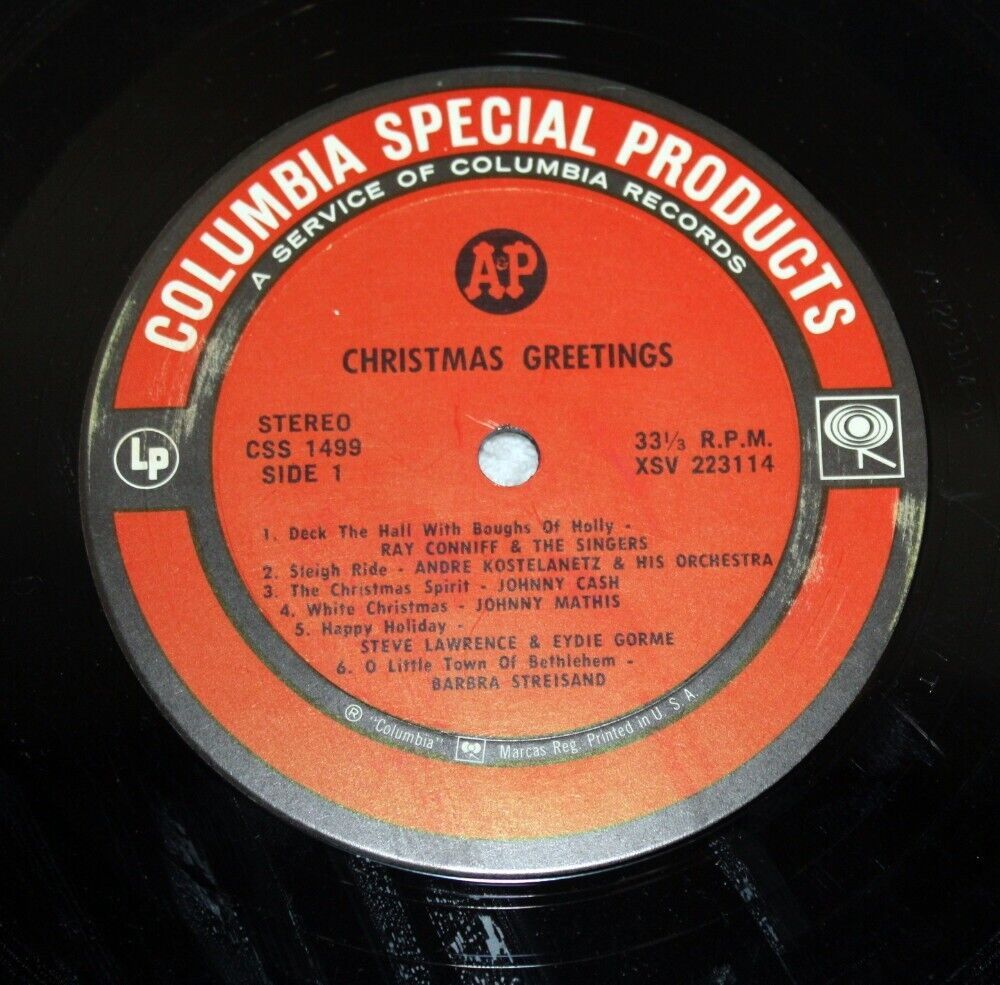 COLUMBIA SPECIAL PRODUCTS
A SERVICE OF COLUMBIA RECORDS
A&P
CHRISTMAS GREETINGS
STEREO
CSS 1499
SIDE 1
33⅓ R.P.M.
XSV 223114
LP
1. Deck The Hall With Boughs Of Holly -
RAY CONNIFF & THE SINGERS
2. Sleigh Ride - ANDRE KOSTELANETZ & HIS ORCHESTRA
3. The Christmas Spirit - JOHNNY CASH
4. White Christmas - JOHNNY MATHIS
5. Happy Holiday -
STEVE LAWRENCE & EYDIE GORME
6. O Little Town Of Bethlehem -
BARBRA STREISAND
® "Columbia" Marcas Reg. Printed in U.S.A.